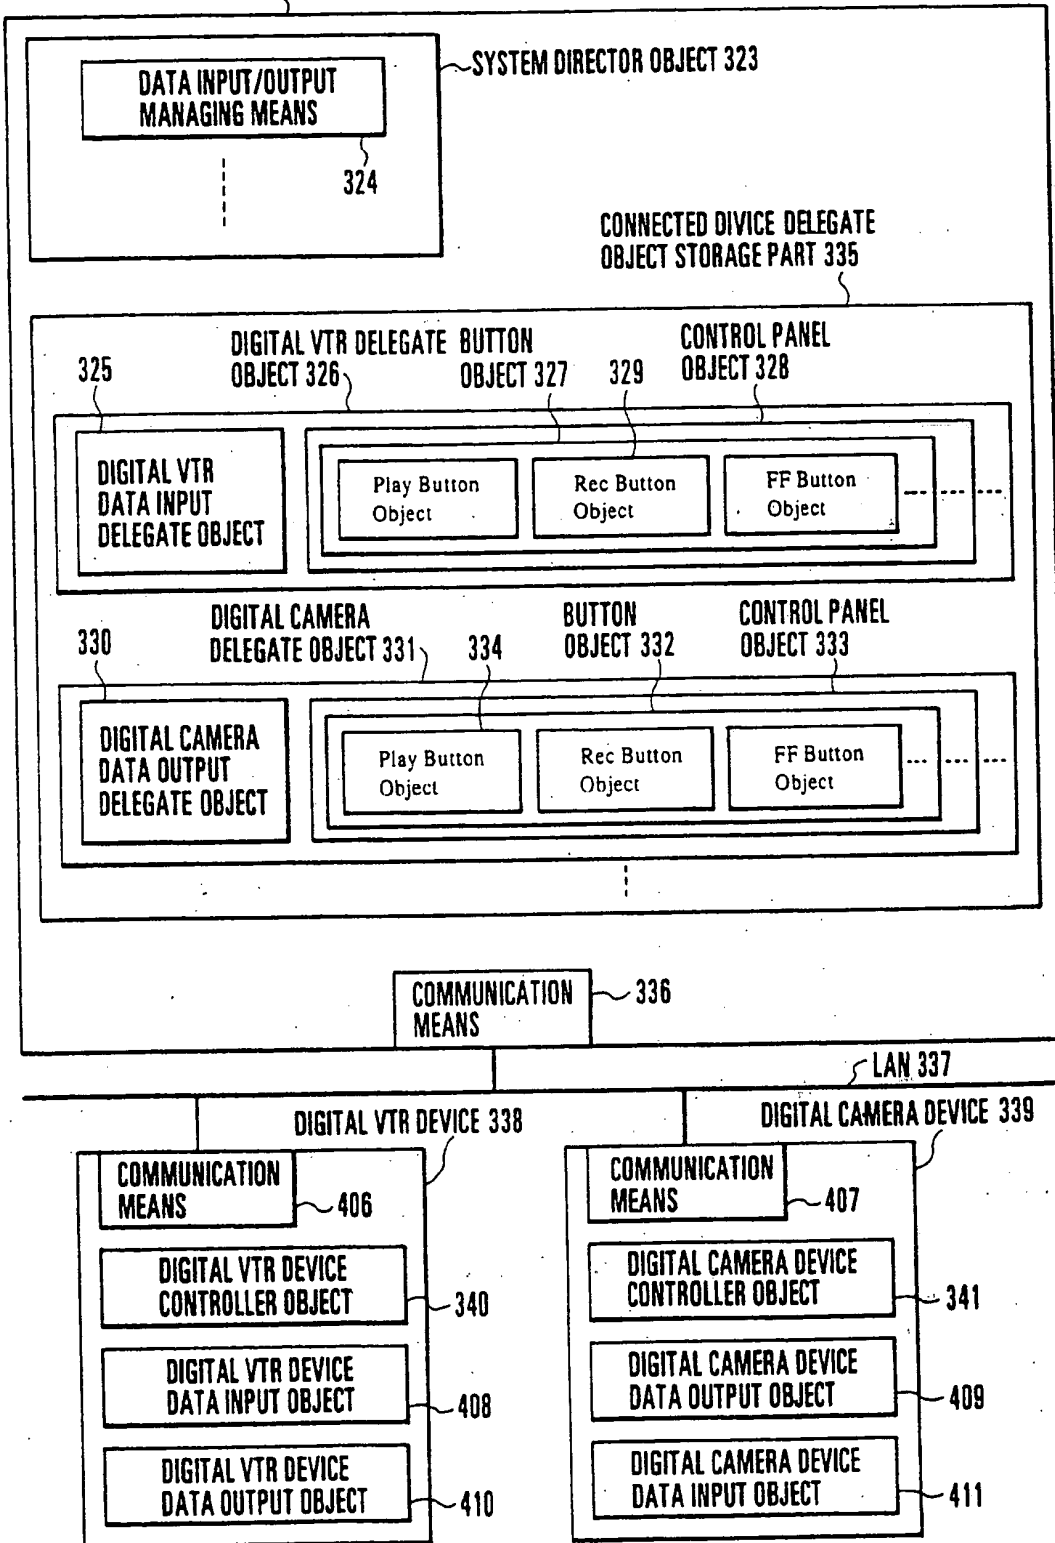 SYSTEM DIRECTOR OBJECT 323
DATA INPUT/OUTPUT
MANAGING MEANS
324
CONNECTED DIVICE DELEGATE
OBJECT STORAGE PART 335
325
DIGITAL VTR DELEGATE
OBJECT 326
BUTTON
OBJECT 327
329
CONTROL PANEL
OBJECT 328
DIGITAL VTR
DATA INPUT
DELEGATE OBJECT
Play Button
Object
Rec Button
Object
FF Button
Object
330
DIGITAL CAMERA
DELEGATE OBJECT 331
334
BUTTON
OBJECT 332
CONTROL PANEL
OBJECT 333
DIGITAL CAMERA
DATA OUTPUT
DELEGATE OBJECT
Play Button
Object
Rec Button
Object
FF Button
Object
COMMUNICATION
MEANS
336
LAN 337
DIGITAL VTR DEVICE 338
COMMUNICATION
MEANS
406
DIGITAL VTR DEVICE
CONTROLLER OBJECT
340
DIGITAL VTR DEVICE
DATA INPUT OBJECT
408
DIGITAL VTR DEVICE
DATA OUTPUT OBJECT
410
DIGITAL CAMERA DEVICE 339
COMMUNICATION
MEANS
407
DIGITAL CAMERA DEVICE
CONTROLLER OBJECT
341
DIGITAL CAMERA DEVICE
DATA OUTPUT OBJECT
409
DIGITAL CAMERA DEVICE
DATA INPUT OBJECT
411